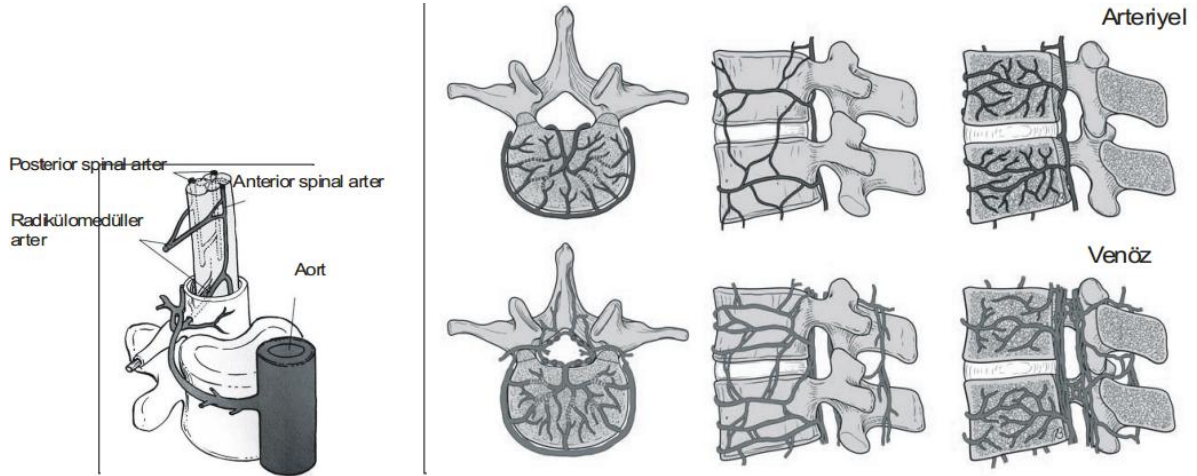 Posterior spinal arter
Anterior spinal arter
Radikülomedüller
arter
Aort
Arteriyel
Venöz